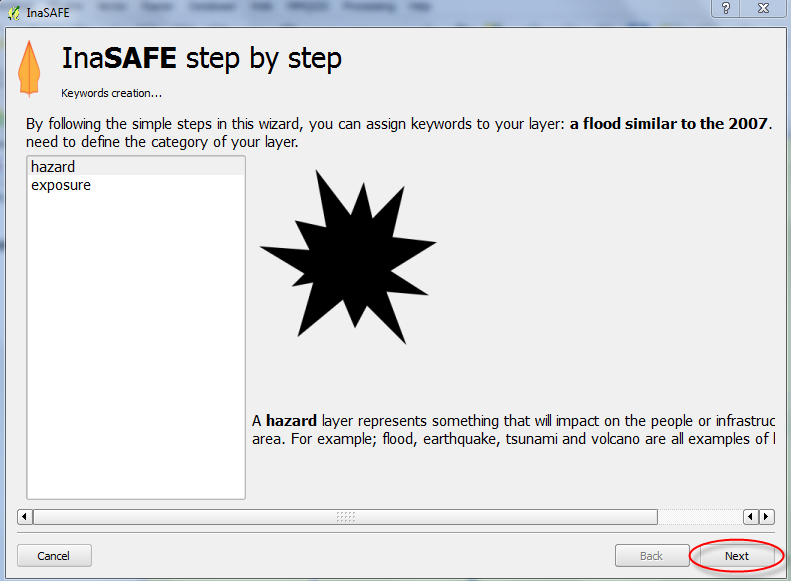 InaSAFE
InaSAFE step by step
Keywords creation...
By following the simple steps in this wizard, you can assign keywords to your layer: a flood similar to the 2007.
need to define the category of your layer.
hazard
exposure
A hazard layer represents something that will impact on the people or infrastruc
area. For example; flood, earthquake, tsunami and volcano are all examples of
Cancel
Back
Next